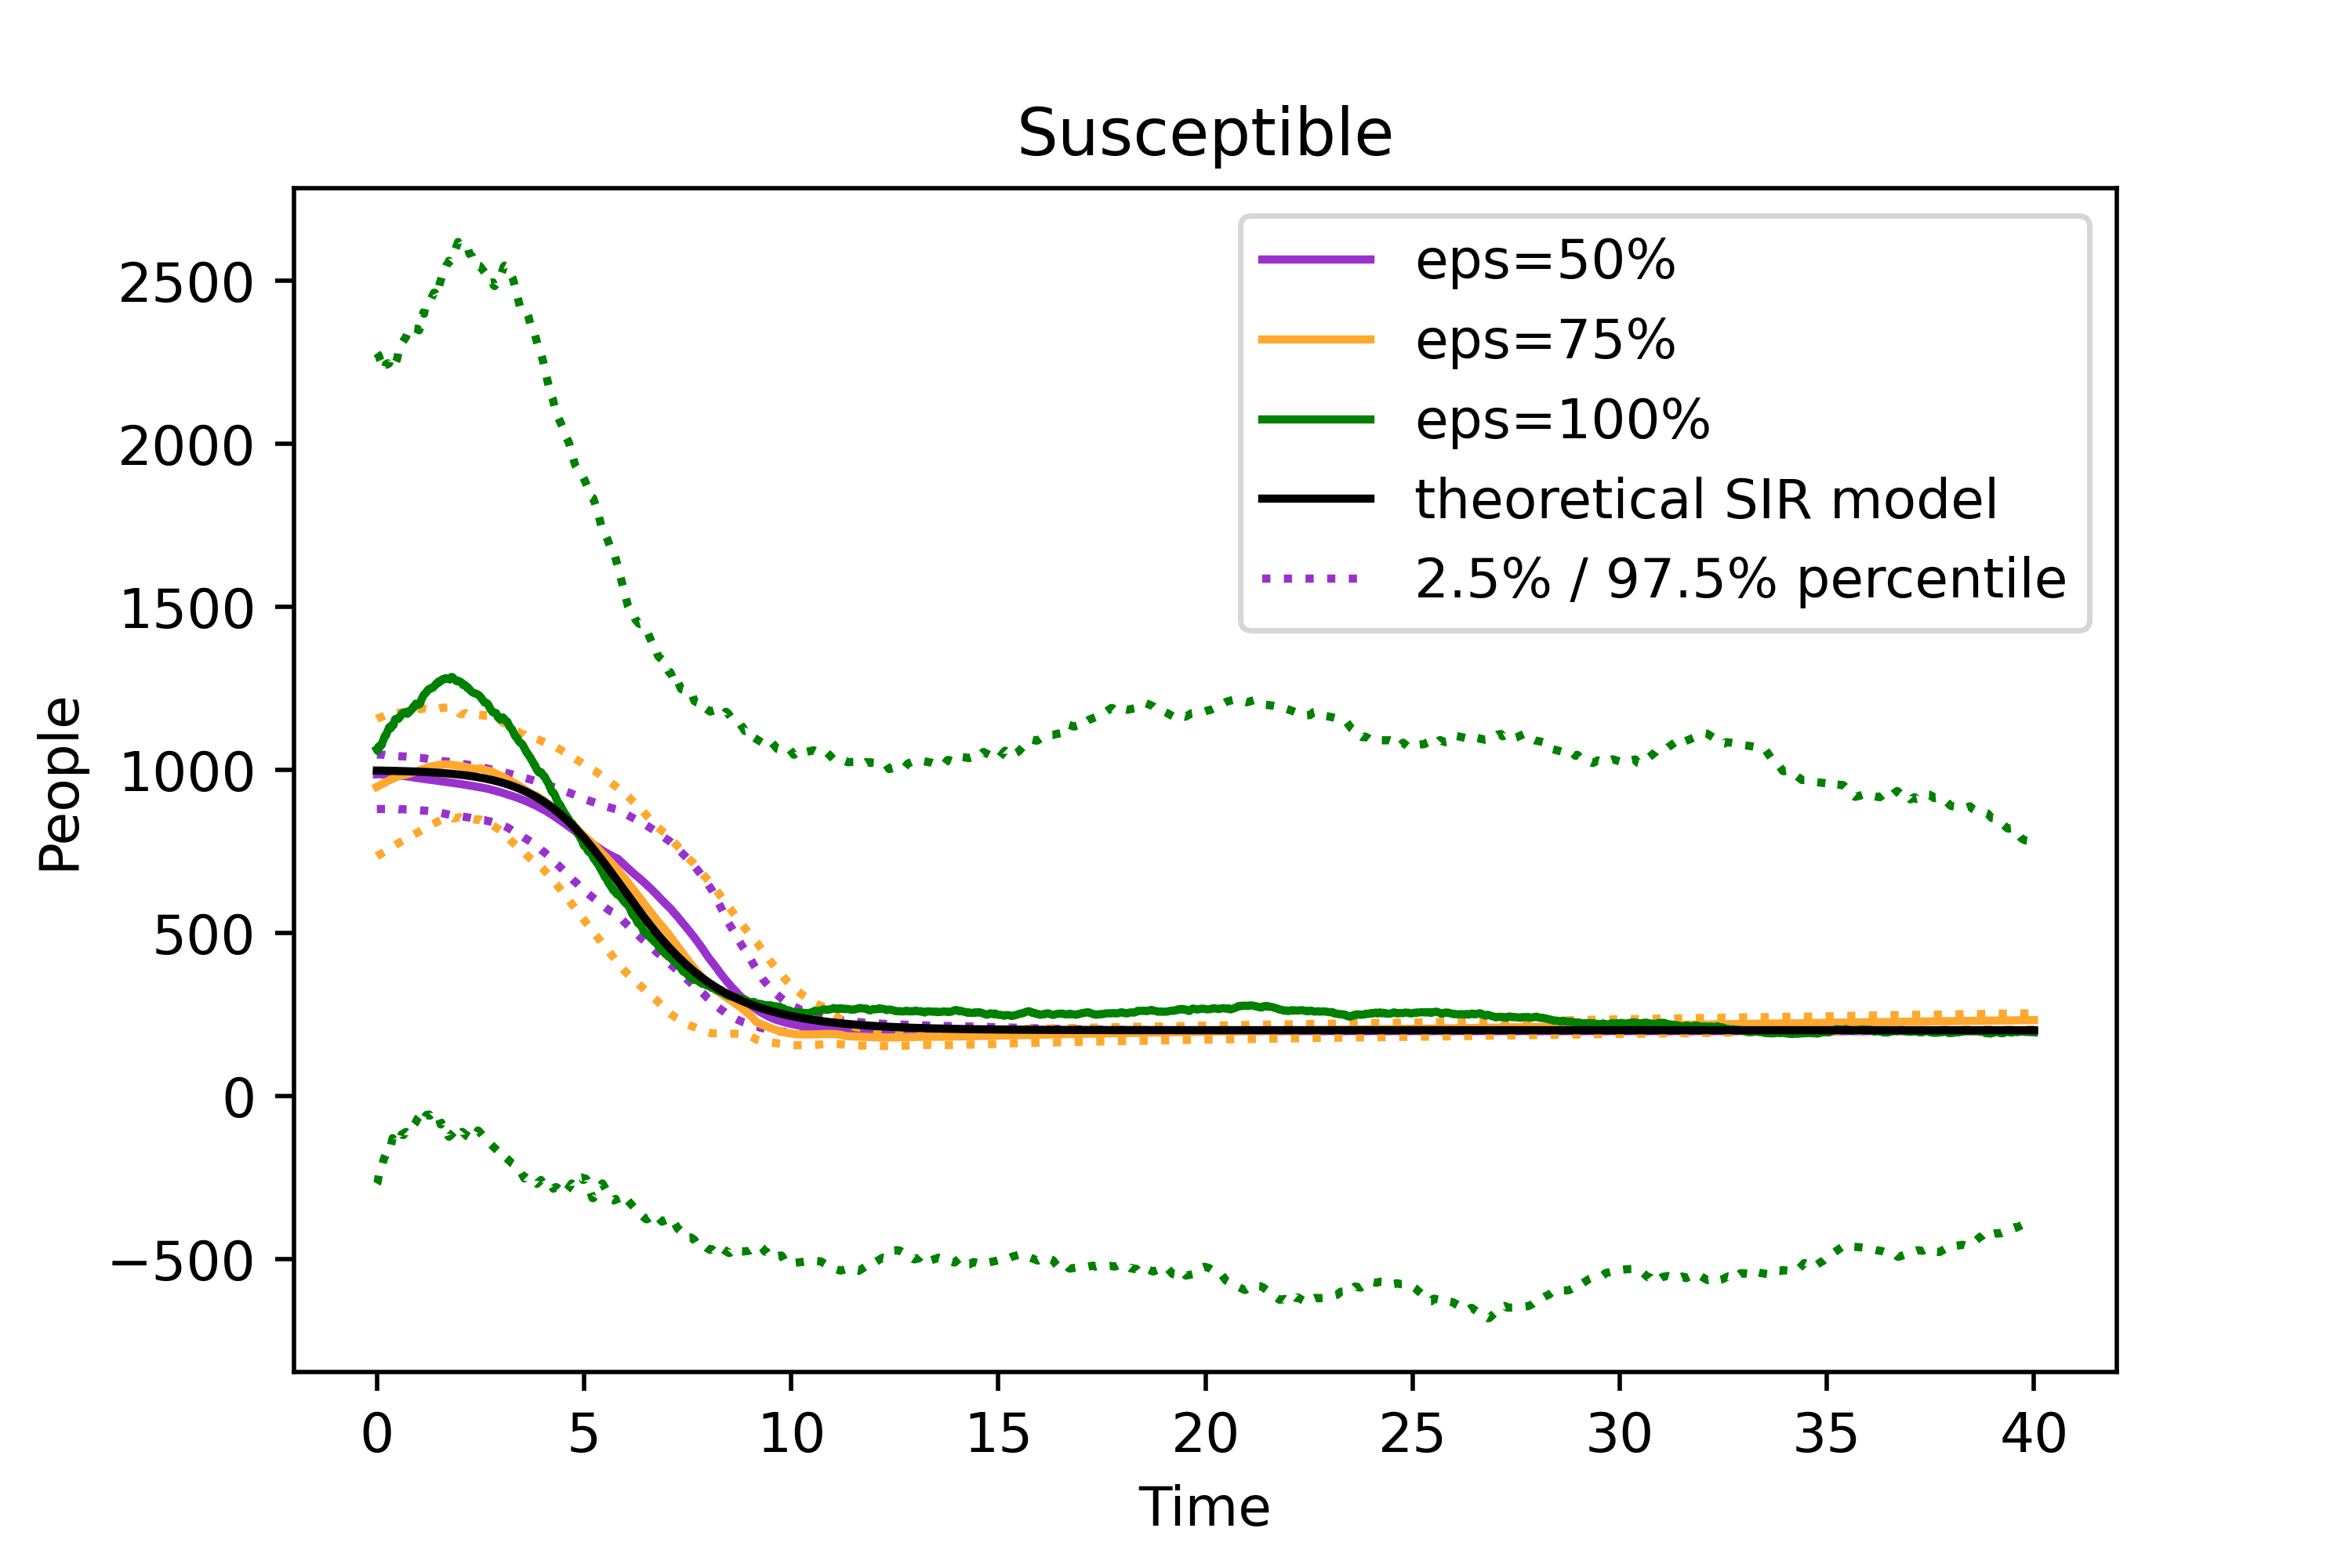 Susceptible
eps=50%
eps=75%
eps=100%
theoretical SIR model
2.5% / 97.5% percentile
People
2500
2000
1500
1000
500
0
−500
0 5 10 15 20 25 30 35 40
Time